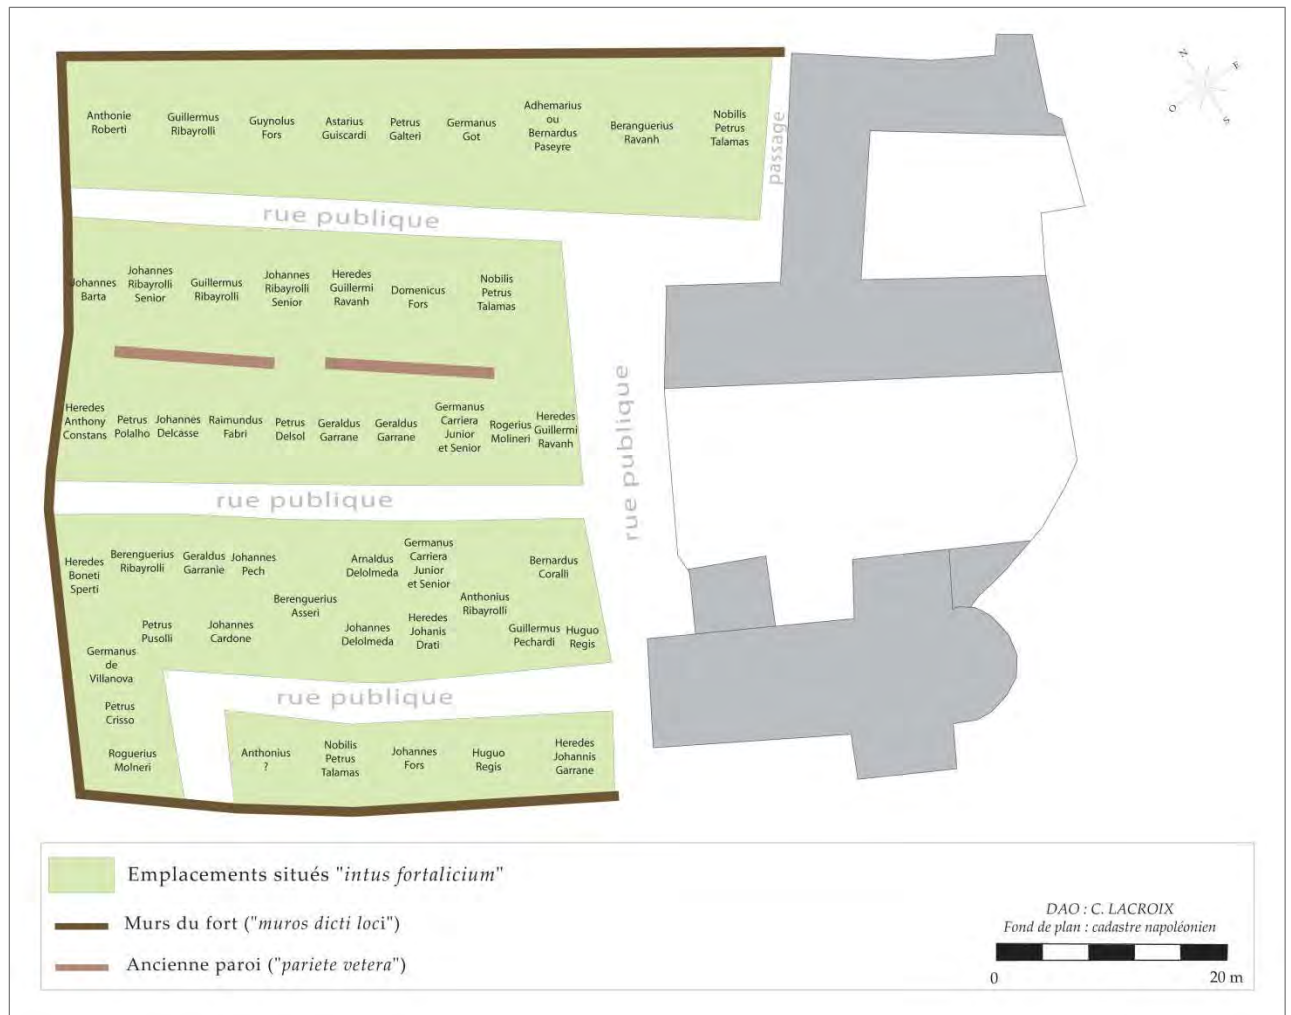 N
E
O
S
Anthonie
Roberti
Guillermus
Ribayrolli
Guynolus
Fors
Astarius
Guiscardi
Petrus
Galteri
Germanus
Got
Adhemarius
ou
Bernardus
Paseyre
Beranguerius
Ravanh
Nobilis
Petrus
Talamas
passage
rue publique
Johannes
Barta
Johannes
Ribayrolli
Senior
Guillermus
Ribayrolli
Johannes
Ribayrolli
Senior
Heredes
Guillermi
Ravanh
Domenicus
Fors
Nobilis
Petrus
Talamas
Heredes
Anthony
Constans
Petrus
Polalho
Johannes
Delcasse
Raimundus
Fabri
Petrus
Delsol
Geraldus
Garrane
Geraldus
Garrane
Germanus
Carriera
Junior
et Senior
Rogerius
Molineri
Heredes
Guillermi
Ravanh
rue publique
rue publique
Heredes
Boneti
Sperti
Berenguerius
Ribayrolli
Geraldus
Garranie
Johannes
Pech
Berenguerius
Asseri
Arnaldus
Delolmeda
Germanus
Carriera
Junior
et Senior
Anthonius
Ribayrolli
Bernardus
Coralli
Petrus
Pusolli
Johannes
Cardone
Johannes
Delolmeda
Heredes
Johanis
Drati
Guillermus
Pechardi
Huguo
Regis
Germanus
de
Villanova
Petrus
Crisso
Roguerius
Molneri
rue publique
Anthonius
?
Nobilis
Petrus
Talamas
Johannes
Fors
Huguo
Regis
Heredes
Johannis
Garrane
Emplacements situés "intus fortalicium"
Murs du fort ("muros dicti loci")
Ancienne paroi ("pariete vetera")
DAO : C. LACROIX
Fond de plan : cadastre napoléonien
0 20 m